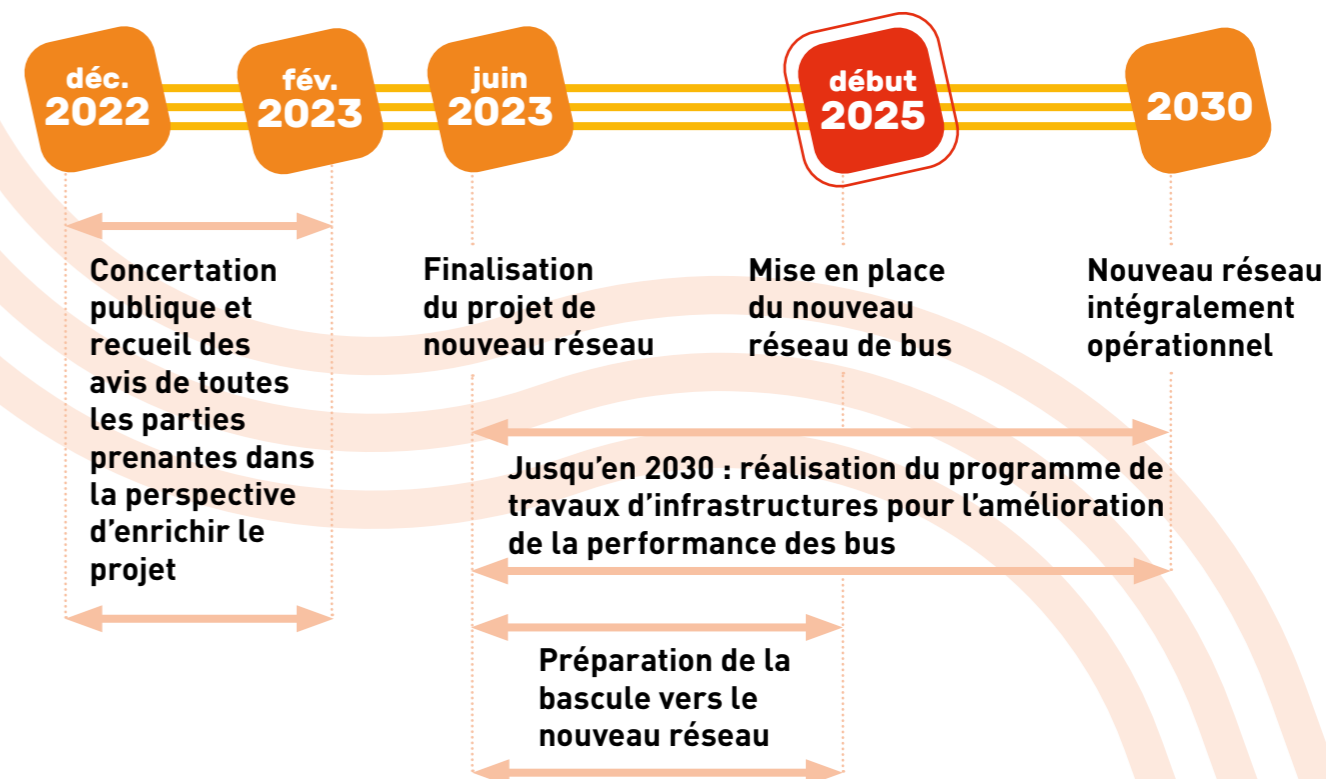 déc.
2022
fév.
2023
juin
2023
début
2025
2030
Concertation
publique et
recueil des
avis de toutes
les parties
prenantes dans
la perspective
d’enrichir le
projet
Finalisation
du projet de
nouveau réseau
Mise en place
du nouveau
réseau de bus
Nouveau réseau
intégralement
opérationnel
Jusqu’en 2030 : réalisation du programme de
travaux d’infrastructures pour l’amélioration
de la performance des bus
Préparation de la
bascule vers le
nouveau réseau